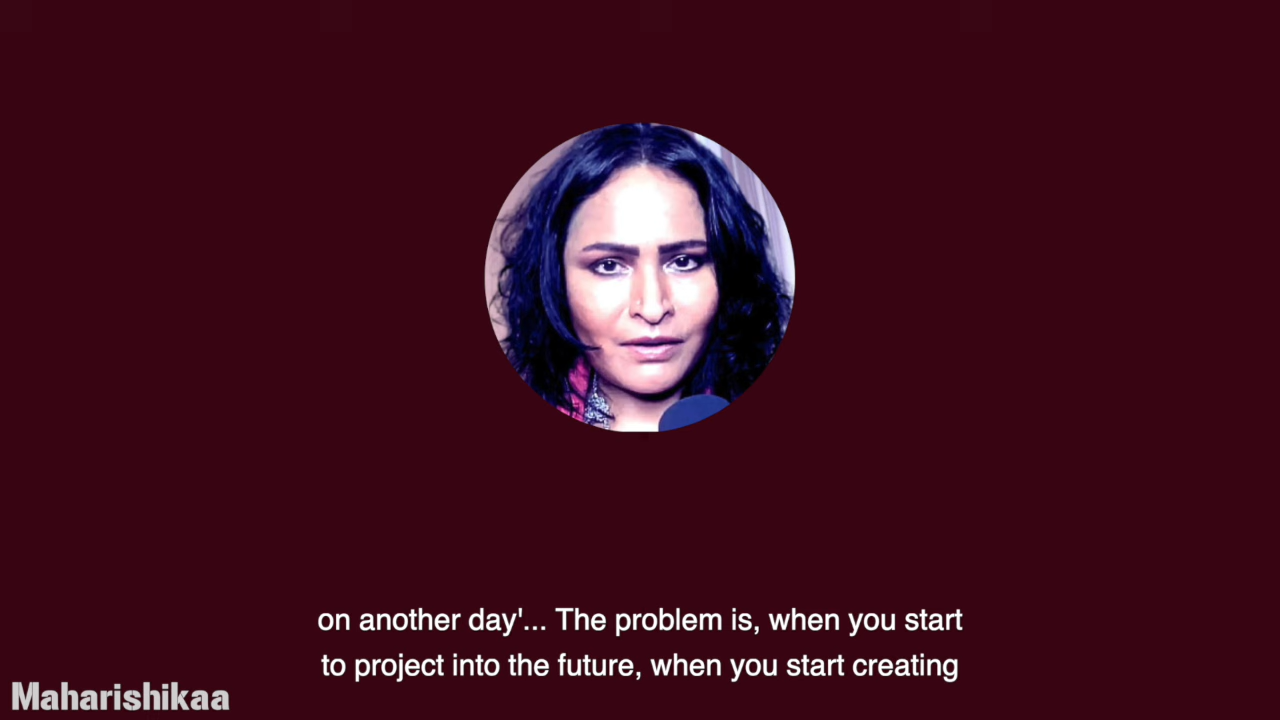 on another day'... The problem is, when you start
to project into the future, when you start creating
Maharishikaa